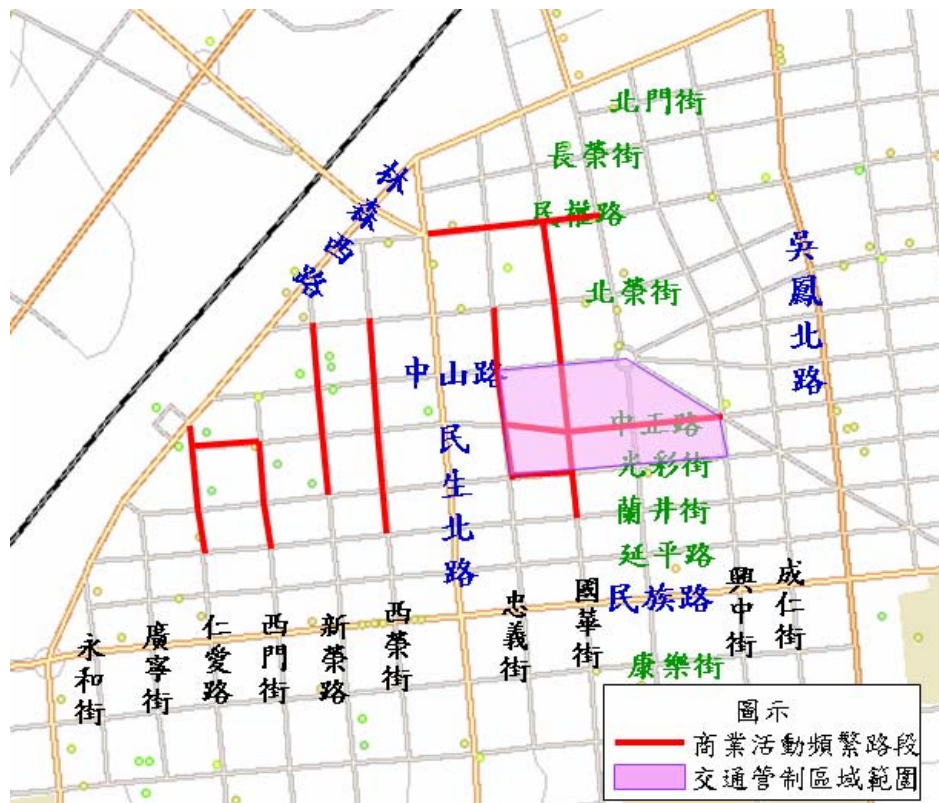 北門街
長榮街
民權路
林森西路
北榮街
吳鳳北路
中山路
中正路
民生北路
光彩街
蘭井街
延平路
民族路
永和街
廣寧街
仁愛路
西門街
新榮路
西榮街
忠義街
國華街
興中街
成仁街
康樂街
圖示
商業活動頻繁路段
交通管制區域範圍